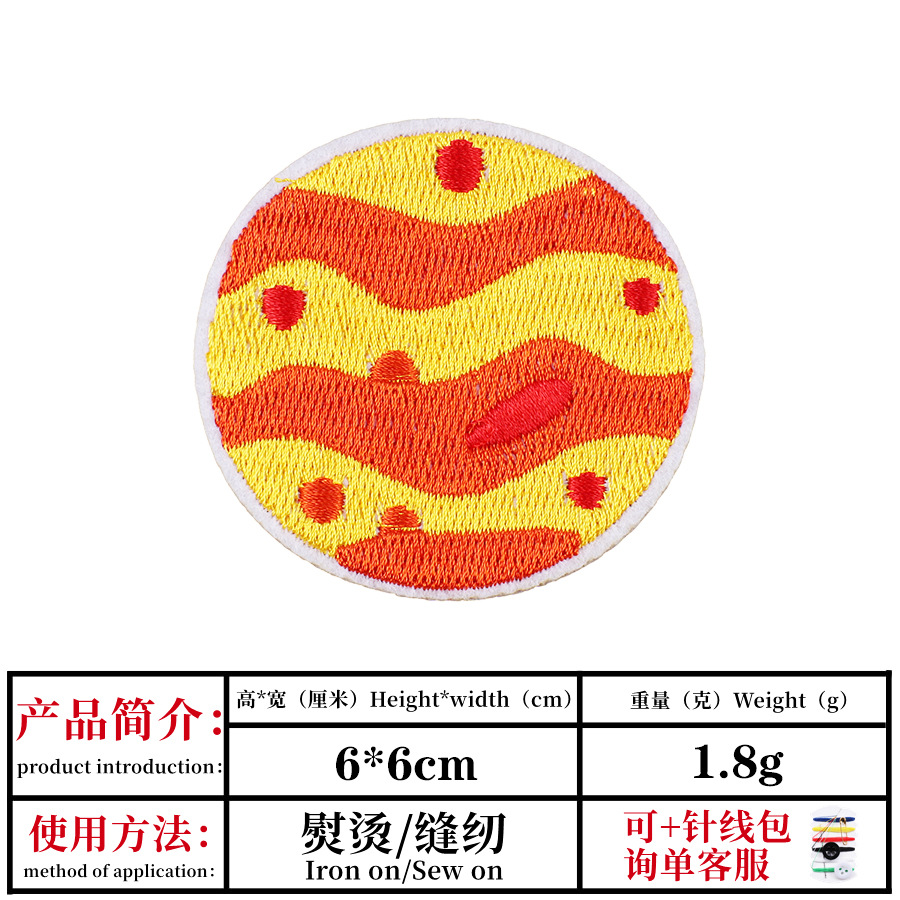 产品简介：
product introduction：
高*宽（厘米）Height*width（cm）
重量（克）Weight（g）
6*6cm
1.8g
使用方法：
method of application：
熨烫/缝纫
Iron on/Sew on
可+针线包
询单客服